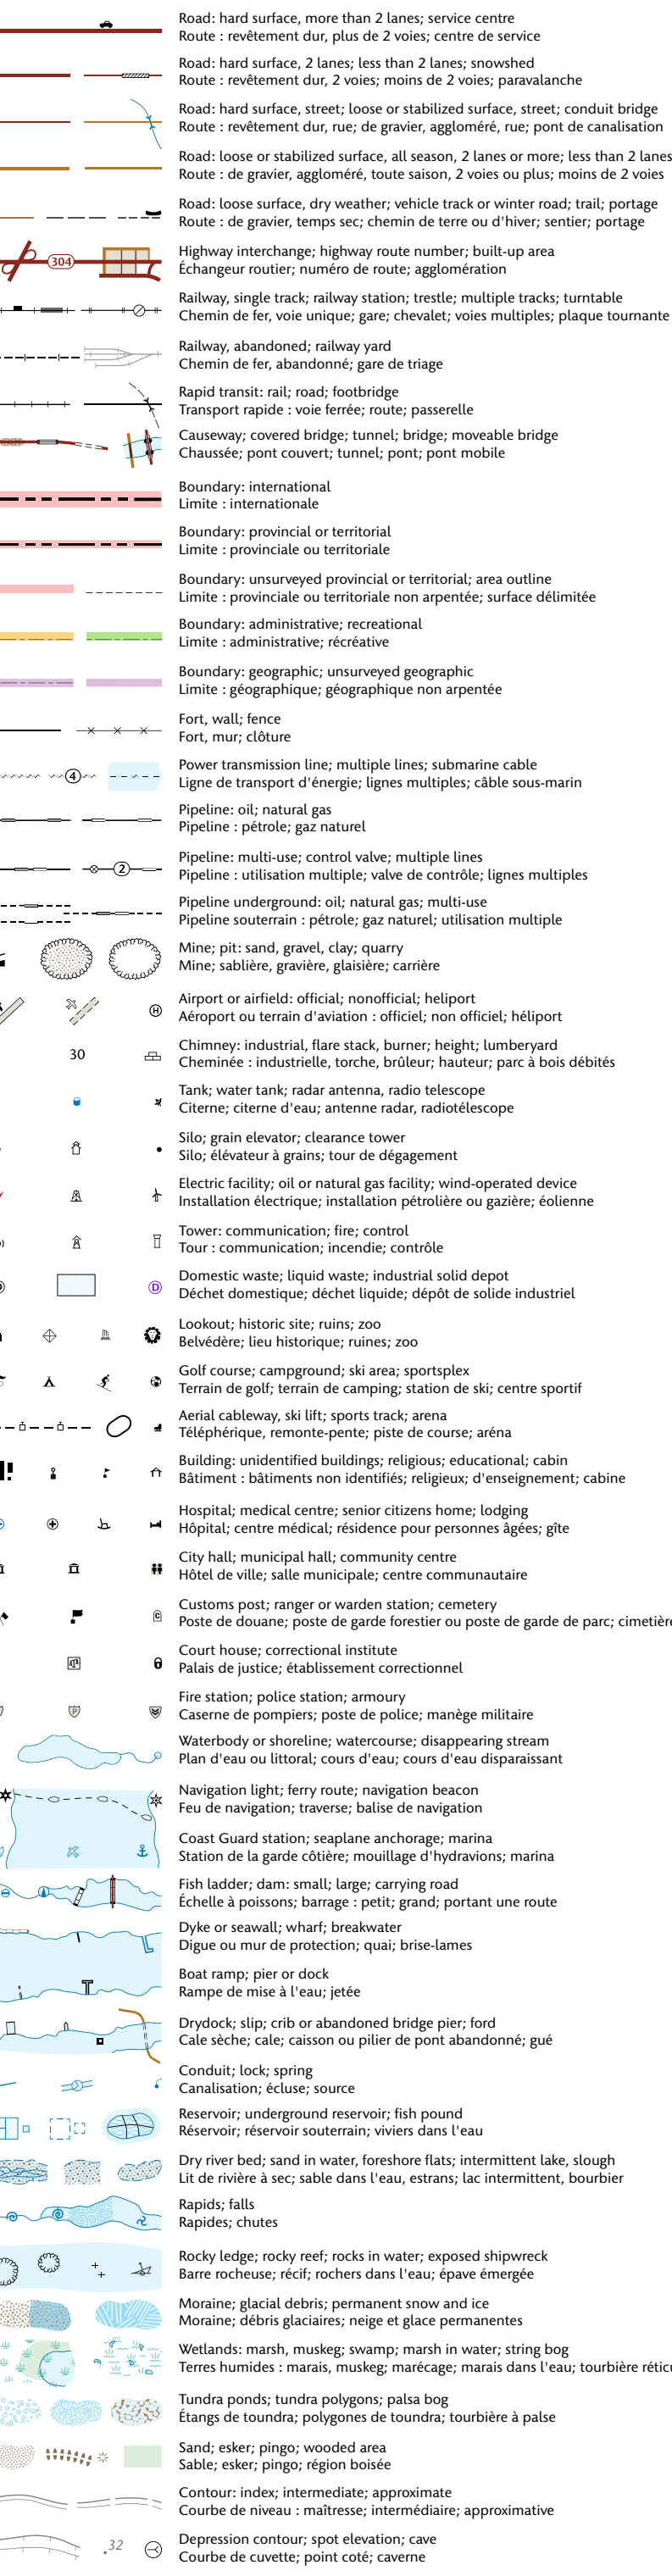 Road: hard surface, more than 2 lanes; service centre
Route : revêtement dur, plus de 2 voies; centre de service
Road: hard surface, 2 lanes; less than 2 lanes; snowshed
Route : revêtement dur, 2 voies; moins de 2 voies; paravalanche
Road: hard surface, street; loose or stabilized surface, street; conduit bridge
Route : revêtement dur, rue; de gravier, aggloméré, rue; pont de canalisation
Road: loose or stabilized surface, all season, 2 lanes or more; less than 2 lanes
Route : de gravier, aggloméré, toute saison, 2 voies ou plus; moins de 2 voies
Road: loose surface, dry weather; vehicle track or winter road; trail; portage
Route : de gravier, temps sec; chemin de terre ou d'hiver; sentier; portage
304
Highway interchange; highway route number; built-up area
Échangeur routier; numéro de route; agglomération
Railway, single track; railway station; trestle; multiple tracks; turntable
Chemin de fer, voie unique; gare; chevalet; voies multiples; plaque tournante
Railway, abandoned; railway yard
Chemin de fer, abandonné; gare de triage
Rapid transit: rail; road; footbridge
Transport rapide : voie ferrée; route; passerelle
Causeway; covered bridge; tunnel; bridge; moveable bridge
Chaussée; pont couvert; tunnel; pont; pont mobile
Boundary: international
Limite : internationale
Boundary: provincial or territorial
Limite : provinciale ou territoriale
Boundary: unsurveyed provincial or territorial; area outline
Limite : provinciale ou territoriale non arpentée; surface délimitée
Boundary: administrative; recreational
Limite : administrative; récréative
Boundary: geographic; unsurveyed geographic
Limite : géographique; géographique non arpentée
Fort, wall; fence
Fort, mur; clôture
4
Power transmission line; multiple lines; submarine cable
Ligne de transport d'énergie; lignes multiples; câble sous-marin
Pipeline: oil; natural gas
Pipeline : pétrole; gaz naturel
2
Pipeline: multi-use; control valve; multiple lines
Pipeline : utilisation multiple; valve de contrôle; lignes multiples
Pipeline underground: oil; natural gas; multi-use
Pipeline souterrain : pétrole; gaz naturel; utilisation multiple
Mine; pit: sand, gravel, clay; quarry
Mine; sablière, gravière, glaisière; carrière
H
Airport or airfield: official; nonofficial; heliport
Aéroport ou terrain d'aviation : officiel; non officiel; héliport
30
Chimney: industrial, flare stack, burner; height; lumberyard
Cheminée : industrielle, torche, brûleur; hauteur; parc à bois débités
Tank; water tank; radar antenna, radio telescope
Citerne; citerne d'eau; antenne radar, radiotélescope
Silo; grain elevator; clearance tower
Silo; élévateur à grains; tour de dégagement
Electric facility; oil or natural gas facility; wind-operated device
Installation électrique; installation pétrolière ou gazière; éolienne
Tower: communication; fire; control
Tour : communication; incendie; contrôle
D
Domestic waste; liquid waste; industrial solid depot
Déchet domestique; déchet liquide; dépôt de solide industriel
Lookout; historic site; ruins; zoo
Belvédère; lieu historique; ruines; zoo
Golf course; campground; ski area; sportsplex
Terrain de golf; terrain de camping; station de ski; centre sportif
Aerial cableway, ski lift; sports track; arena
Téléphérique, remonte-pente; piste de course; aréna
Building: unidentified buildings; religious; educational; cabin
Bâtiment : bâtiments non identifiés; religieux; d'enseignement; cabine
Hospital; medical centre; senior citizens home; lodging
Hôpital; centre médical; résidence pour personnes âgées; gîte
City hall; municipal hall; community centre
Hôtel de ville; salle municipale; centre communautaire
C
Customs post; ranger or warden station; cemetery
Poste de douane; poste de garde forestier ou poste de garde de parc; cimetière
Court house; correctional institute
Palais de justice; établissement correctionnel
P
Fire station; police station; armoury
Caserne de pompiers; poste de police; manège militaire
Waterbody or shoreline; watercourse; disappearing stream
Plan d'eau ou littoral; cours d'eau; cours d'eau disparaissant
Navigation light; ferry route; navigation beacon
Feu de navigation; traverse; balise de navigation
Coast Guard station; seaplane anchorage; marina
Station de la garde côtière; mouillage d'hydravions; marina
Fish ladder; dam: small; large; carrying road
Échelle à poissons; barrage : petit; grand; portant une route
Dyke or seawall; wharf; breakwater
Digue ou mur de protection; quai; brise-lames
Boat ramp; pier or dock
Rampe de mise à l'eau; jetée
Drydock; slip; crib or abandoned bridge pier; ford
Cale sèche; cale; caisson ou pilier de pont abandonné; gué
Conduit; lock; spring
Canalisation; écluse; source
Reservoir; underground reservoir; fish pound
Réservoir; réservoir souterrain; viviers dans l'eau
Dry river bed; sand in water, foreshore flats; intermittent lake, slough
Lit de rivière à sec; sable dans l'eau, estrans; lac intermittent, bourbier
Rapids; falls
Rapides; chutes
Rocky ledge; rocky reef; rocks in water; exposed shipwreck
Barre rocheuse; récif; rochers dans l'eau; épave émergée
Moraine; glacial debris; permanent snow and ice
Moraine; débris glaciaires; neige et glace permanentes
Wetlands: marsh, muskeg; swamp; marsh in water; string bog
Terres humides : marais, muskeg; marécage; marais dans l'eau; tourbière
Tundra ponds; tundra polygons; palsa bog
Étangs de toundra; polygones de toundra; tourbière à palse
Sand; esker; pingo; wooded area
Sable; esker; pingo; région boisée
Contour: index; intermediate; approximate
Courbe de niveau : maîtresse; intermédiaire; approximative
.32
Depression contour; spot elevation; cave
Courbe de cuvette; point coté; caverne